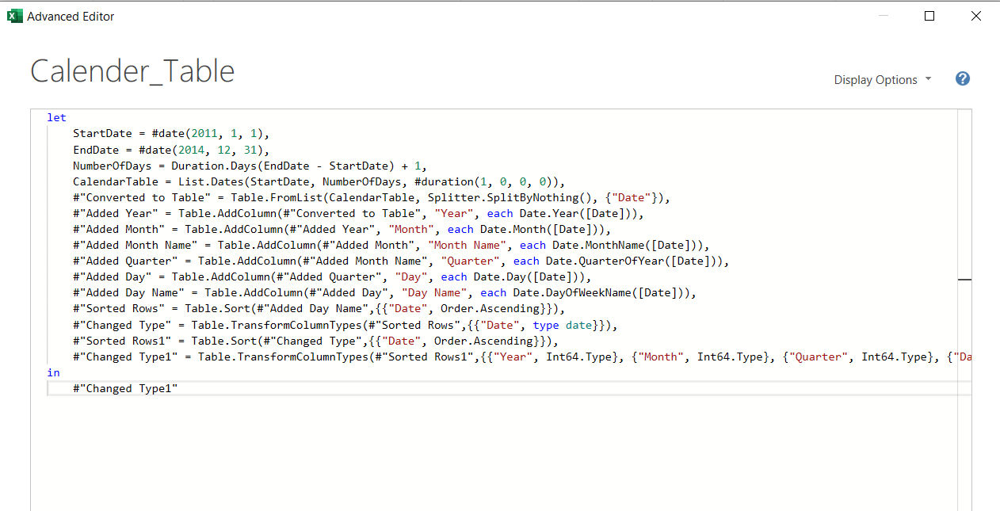 Advanced Editor
Calender_Table
Display Options
let
StartDate = #date(2011, 1, 1),
EndDate = #date(2014, 12, 31),
NumberOfDays = Duration.Days(EndDate - StartDate) + 1,
CalendarTable = List.Dates(StartDate, NumberOfDays, #duration(1, 0, 0, 0)),
#"Converted to Table" = Table.FromList(CalendarTable, Splitter.SplitByNothing(), {"Date"}),
#"Added Year" = Table.AddColumn(#"Converted to Table", "Year", each Date.Year([Date])),
#"Added Month" = Table.AddColumn(#"Added Year", "Month", each Date.Month([Date])),
#"Added Month Name" = Table.AddColumn(#"Added Month", "Month Name", each Date.MonthName([Date])),
#"Added Quarter" = Table.AddColumn(#"Added Month Name", "Quarter", each Date.QuarterOfYear([Date])),
#"Added Day" = Table.AddColumn(#"Added Quarter", "Day", each Date.Day([Date])),
#"Added Day Name" = Table.AddColumn(#"Added Day", "Day Name", each Date.DayOfWeekName([Date])),
#"Sorted Rows" = Table.Sort(#"Added Day Name",{{"Date", Order.Ascending}}),
#"Changed Type" = Table.TransformColumnTypes(#"Sorted Rows",{{"Date", type date}}),
#"Sorted Rows1" = Table.Sort(#"Changed Type",{{"Date", Order.Ascending}}),
#"Changed Type1" = Table.TransformColumnTypes(#"Sorted Rows1",{{"Year", Int64.Type}, {"Month", Int64.Type}, {"Quarter", Int64.Type}, {"Da
in
#"Changed Type1"